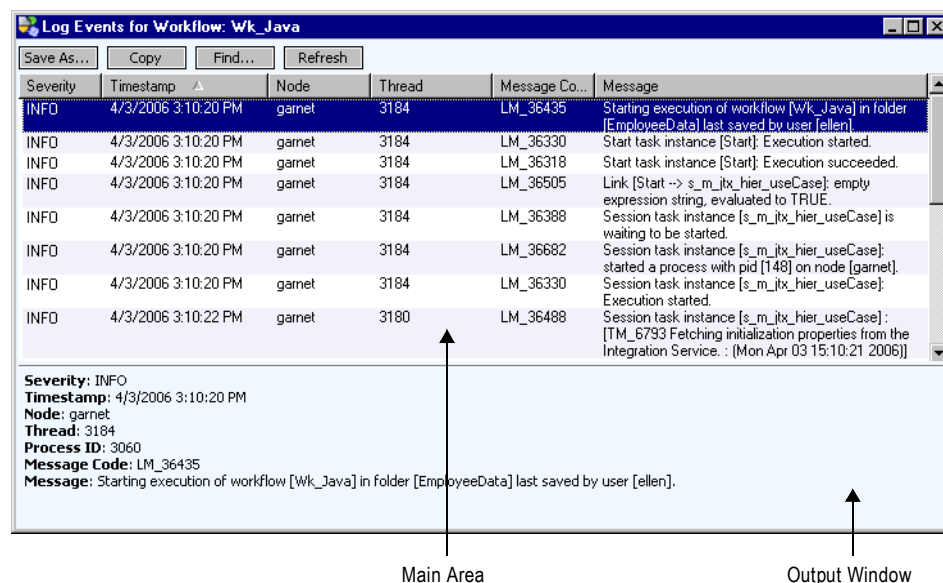 Log Events for Workflow: Wk_Java
Save As... Copy Find... Refresh
Severity Timestamp Node Thread Message Co... Message
INFO 4/3/2006 3:10:20 PM garnet 3184 LM_36435 Starting execution of workflow [Wk_Java] in folder
[EmployeeData] last saved by user [ellen].
INFO 4/3/2006 3:10:20 PM garnet 3184 LM_36330 Start task instance [Start]: Execution started.
INFO 4/3/2006 3:10:20 PM garnet 3184 LM_36318 Start task instance [Start]: Execution succeeded.
INFO 4/3/2006 3:10:20 PM garnet 3184 LM_36505 Link [Start --> s_m_jtx_hier_useCase]: empty
expression string, evaluated to TRUE.
INFO 4/3/2006 3:10:20 PM garnet 3184 LM_36388 Session task instance [s_m_jtx_hier_useCase] is
waiting to be started.
INFO 4/3/2006 3:10:20 PM garnet 3184 LM_36682 Session task instance [s_m_jtx_hier_useCase]:
started a process with pid [148] on node [garnet].
INFO 4/3/2006 3:10:20 PM garnet 3184 LM_36330 Session task instance [s_m_jtx_hier_useCase]:
Execution started.
INFO 4/3/2006 3:10:22 PM garnet 3180 LM_36488 Session task instance [s_m_jtx_hier_useCase] :
[TM_6793 Fetching initialization properties from the
Integration Service. : (Mon Apr 03 15:10:21 2006)]
Severity: INFO
Timestamp: 4/3/2006 3:10:20 PM
Node: garnet
Thread: 3184
Process ID: 3060
Message Code: LM_36435
Message: Starting execution of workflow [Wk_Java] in folder [EmployeeData] last saved by user [ellen].
Main Area Output Window